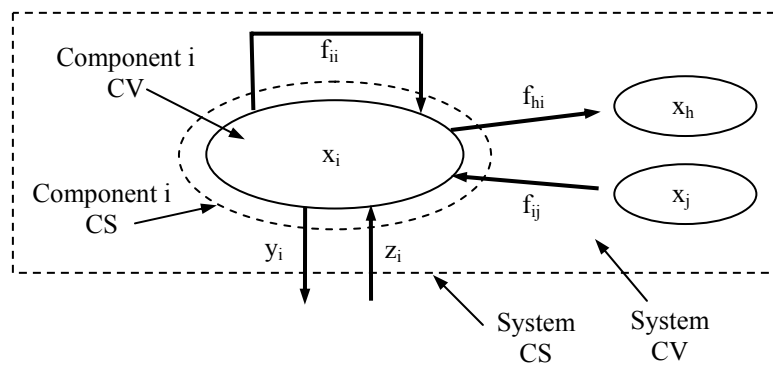 Component i
CV
f_ii
f_hi
x_h
x_i
Component i
CS
f_ij
x_j
y_i
z_i
System
CS
System
CV